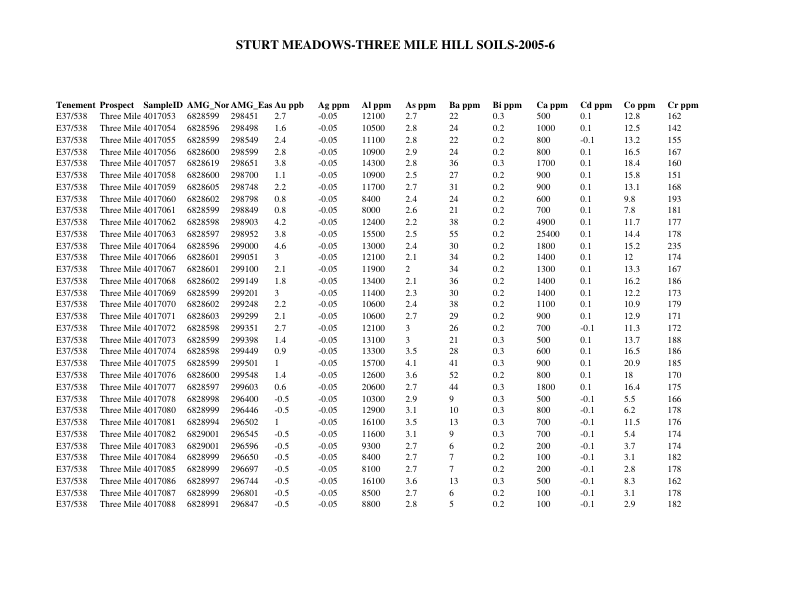 STURT MEADOWS-THREE MILE HILL SOILS-2005-6
Tenement Prospect SampleID AMG_Nor AMG_Eas Au ppb Ag ppm Al ppm As ppm Ba ppm Bi ppm Ca ppm Cd ppm Co ppm Cr ppm
E37/538 Three Mile 4017053 6828599 298451 2.7 -0.05 12100 2.7 22 0.3 500 0.1 12.8 162
E37/538 Three Mile 4017054 6828596 298498 1.6 -0.05 10500 2.8 24 0.2 1000 0.1 12.5 142
E37/538 Three Mile 4017055 6828599 298549 2.4 -0.05 11100 2.8 22 0.2 800 -0.1 13.2 155
E37/538 Three Mile 4017056 6828600 298599 2.8 -0.05 10900 2.9 24 0.2 800 0.1 16.5 167
E37/538 Three Mile 4017057 6828619 298651 3.8 -0.05 14300 2.8 36 0.3 1700 0.1 18.4 160
E37/538 Three Mile 4017058 6828600 298700 1.1 -0.05 10900 2.5 27 0.2 900 0.1 15.8 151
E37/538 Three Mile 4017059 6828605 298748 2.2 -0.05 11700 2.7 31 0.2 900 0.1 13.1 168
E37/538 Three Mile 4017060 6828602 298798 0.8 -0.05 8400 2.4 24 0.2 600 0.1 9.8 193
E37/538 Three Mile 4017061 6828599 298849 0.8 -0.05 8000 2.6 21 0.2 700 0.1 7.8 181
E37/538 Three Mile 4017062 6828598 298903 4.2 -0.05 12400 2.2 38 0.2 4900 0.1 11.7 177
E37/538 Three Mile 4017063 6828597 298952 3.8 -0.05 15500 2.5 55 0.2 25400 0.1 14.4 178
E37/538 Three Mile 4017064 6828596 299000 4.6 -0.05 13000 2.4 30 0.2 1800 0.1 15.2 235
E37/538 Three Mile 4017066 6828601 299051 3 -0.05 12100 2.1 34 0.2 1400 0.1 12 174
E37/538 Three Mile 4017067 6828601 299100 2.1 -0.05 11900 2 34 0.2 1300 0.1 13.3 167
E37/538 Three Mile 4017068 6828602 299149 1.8 -0.05 13400 2.1 36 0.2 1400 0.1 16.2 186
E37/538 Three Mile 4017069 6828599 299201 3 -0.05 11400 2.3 30 0.2 1400 0.1 12.2 173
E37/538 Three Mile 4017070 6828602 299248 2.2 -0.05 10600 2.4 38 0.2 1100 0.1 10.9 179
E37/538 Three Mile 4017071 6828603 299299 2.1 -0.05 10600 2.7 29 0.2 900 0.1 12.9 171
E37/538 Three Mile 4017072 6828598 299351 2.7 -0.05 12100 3 26 0.2 700 -0.1 11.3 172
E37/538 Three Mile 4017073 6828599 299398 1.4 -0.05 13100 3 21 0.3 500 0.1 13.7 188
E37/538 Three Mile 4017074 6828598 299449 0.9 -0.05 13300 3.5 28 0.3 600 0.1 16.5 186
E37/538 Three Mile 4017075 6828599 299501 1 -0.05 15700 4.1 41 0.3 900 0.1 20.9 185
E37/538 Three Mile 4017076 6828600 299548 1.4 -0.05 12600 3.6 52 0.2 800 0.1 18 170
E37/538 Three Mile 4017077 6828597 299603 0.6 -0.05 20600 2.7 44 0.3 1800 0.1 16.4 175
E37/538 Three Mile 4017078 6828998 296400 -0.5 -0.05 10300 2.9 9 0.3 500 -0.1 5.5 166
E37/538 Three Mile 4017080 6828999 296446 -0.5 -0.05 12900 3.1 10 0.3 800 -0.1 6.2 178
E37/538 Three Mile 4017081 6828994 296502 1 -0.05 16100 3.5 13 0.3 700 -0.1 11.5 176
E37/538 Three Mile 4017082 6829001 296545 -0.5 -0.05 11600 3.1 9 0.3 700 -0.1 5.4 174
E37/538 Three Mile 4017083 6829001 296596 -0.5 -0.05 9300 2.7 6 0.2 200 -0.1 3.7 174
E37/538 Three Mile 4017084 6828999 296650 -0.5 -0.05 8400 2.7 7 0.2 100 -0.1 3.1 182
E37/538 Three Mile 4017085 6828999 296697 -0.5 -0.05 8100 2.7 7 0.2 200 -0.1 2.8 178
E37/538 Three Mile 4017086 6828997 296744 -0.5 -0.05 16100 3.6 13 0.3 500 -0.1 8.3 162
E37/538 Three Mile 4017087 6828999 296801 -0.5 -0.05 8500 2.7 6 0.2 100 -0.1 3.1 178
E37/538 Three Mile 4017088 6828991 296847 -0.5 -0.05 8800 2.8 5 0.2 100 -0.1 2.9 182